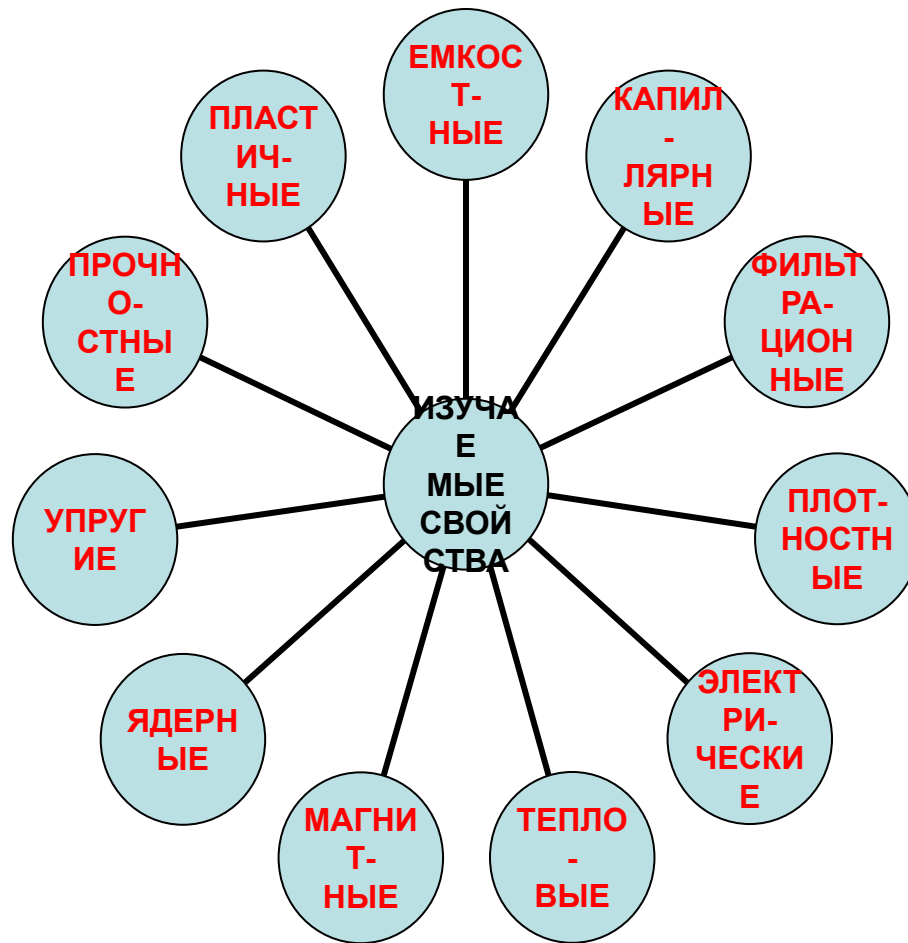 ЕМКОС
Т-
НЫЕ
КАПИЛ
-
ЛЯРН
ЫЕ
ФИЛЬТ
РА-
ЦИОН
НЫЕ
ПЛОТ-
НОСТН
ЫЕ
ЭЛЕКТ
РИ-
ЧЕСКИ
Е
ТЕПЛО
-
ВЫЕ
МАГНИ
Т-
НЫЕ
ЯДЕРН
ЫЕ
УПРУГ
ИЕ
ПРОЧН
О-
СТНЫ
Е
ПЛАСТ
ИЧ-
НЫЕ
ИЗУЧА
Е
МЫЕ
СВОЙ
СТВА